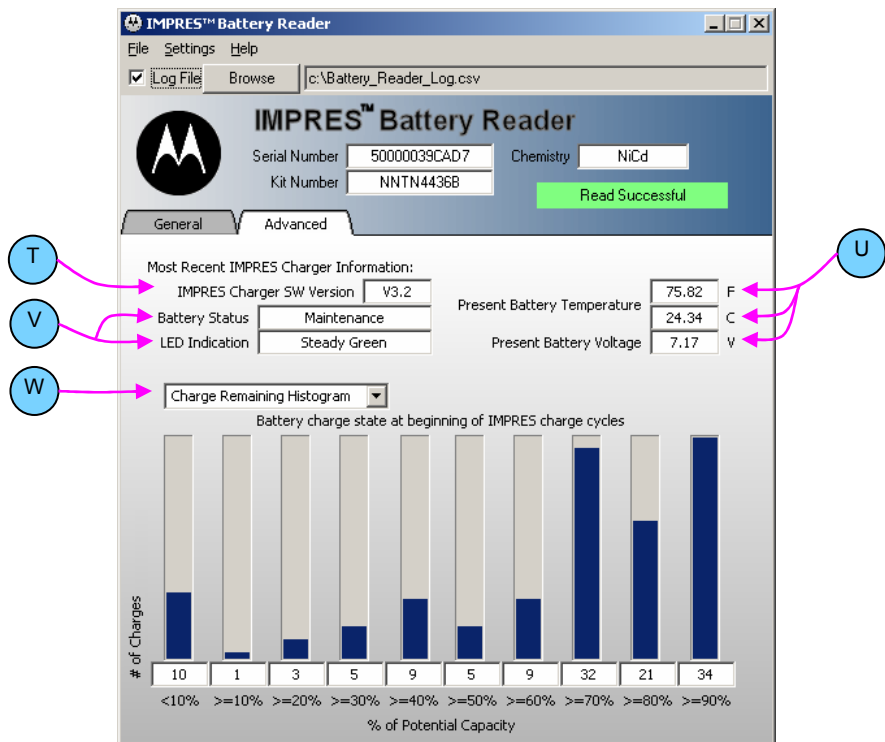 IMPRES™ Battery Reader
File Settings Help
Log File Browse c:\Battery_Reader_Log.csv
IMPRES™ Battery Reader
Serial Number 50000039CAD7 Chemistry NiCd
Kit Number NNTN4436B
Read Successful
General Advanced
T
U
V
W
Most Recent IMPRES Charger Information:
IMPRES Charger SW Version V3.2
Battery Status Maintenance
LED Indication Steady Green
Present Battery Temperature 75.82 F
24.34 C
Present Battery Voltage 7.17 V
Charge Remaining Histogram
Battery charge state at beginning of IMPRES charge cycles
# of Charges
10 1 3 5 9 5 9 32 21 34
<10% >=10% >=20% >=30% >=40% >=50% >=60% >=70% >=80% >=90%
% of Potential Capacity